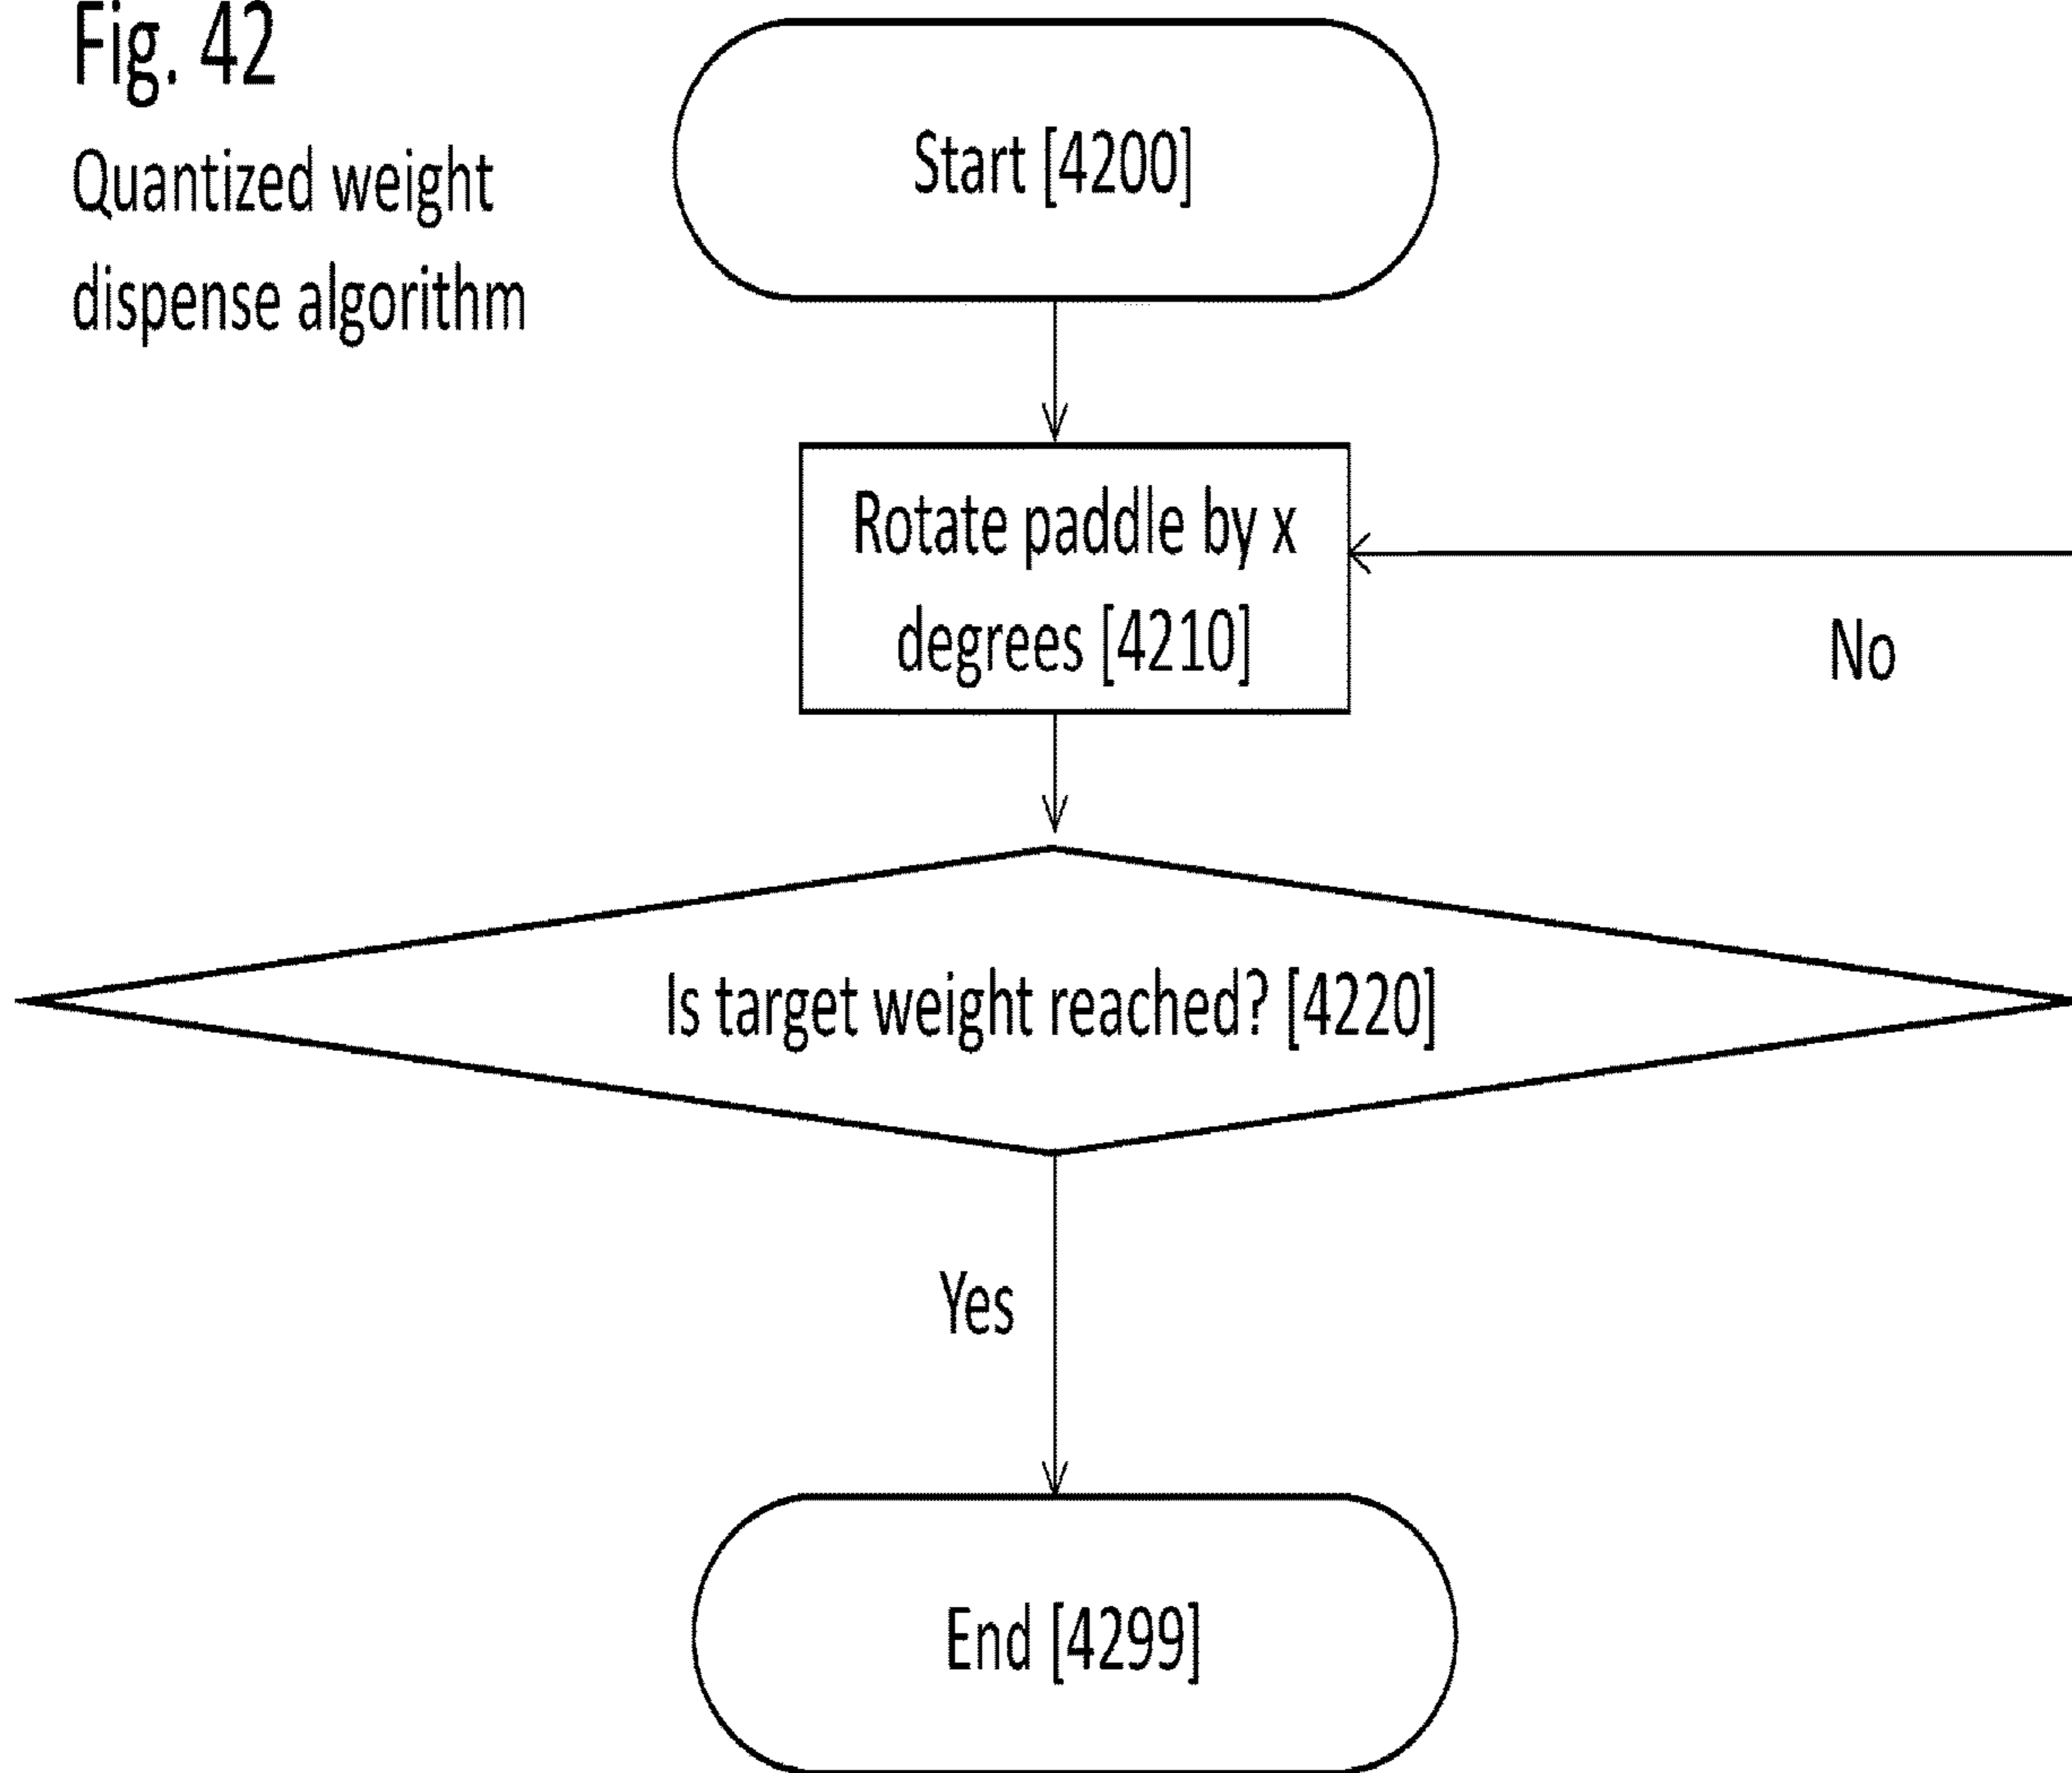 Fig. 42
Quantized weight
dispense algorithm
Start [4200]
Rotate paddle by x
degrees [4210]
No
Is target weight reached? [4220]
Yes
End [4299]